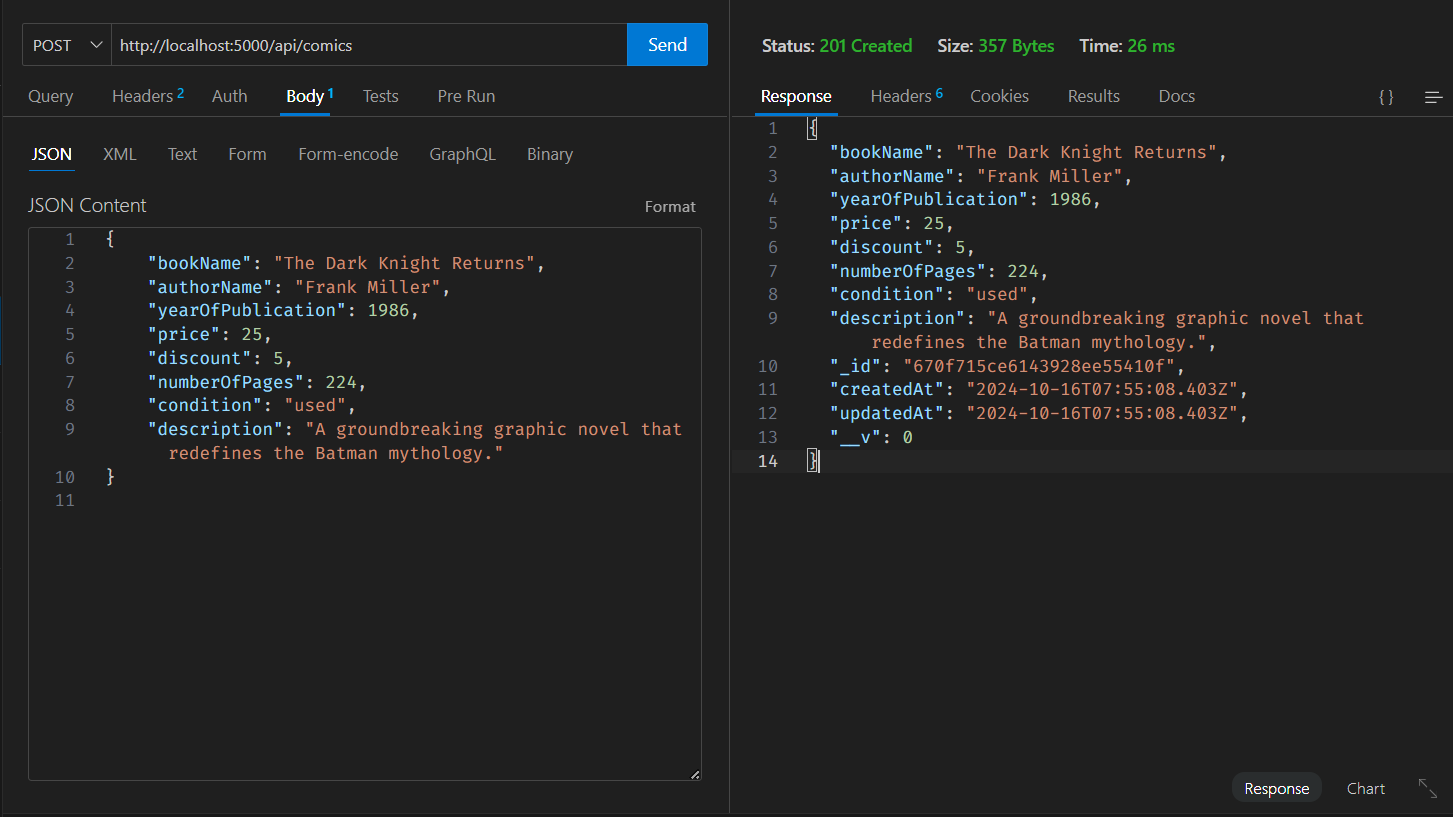 POST http://localhost:5000/api/comics Send
Query Headers 2 Auth Body 1 Tests Pre Run
JSON XML Text Form Form-encode GraphQL Binary
JSON Content Format
1 {
2 "bookName": "The Dark Knight Returns",
3 "authorName": "Frank Miller",
4 "yearOfPublication": 1986,
5 "price": 25,
6 "discount": 5,
7 "numberOfPages": 224,
8 "condition": "used",
9 "description": "A groundbreaking graphic novel that
redefines the Batman mythology."
10 }
11
Status: 201 Created Size: 357 Bytes Time: 26 ms
Response Headers 6 Cookies Results Docs { }
1 {
2 "bookName": "The Dark Knight Returns",
3 "authorName": "Frank Miller",
4 "yearOfPublication": 1986,
5 "price": 25,
6 "discount": 5,
7 "numberOfPages": 224,
8 "condition": "used",
9 "description": "A groundbreaking graphic novel that
redefines the Batman mythology.",
10 "_id": "670f715ce6143928ee55410f",
11 "createdAt": "2024-10-16T07:55:08.403Z",
12 "updatedAt": "2024-10-16T07:55:08.403Z",
13 "__v": 0
14 }
Response Chart